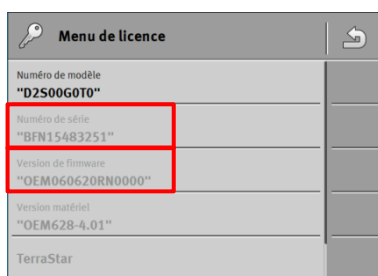 Menu de licence
Numéro de modèle
"D2S00G0T0"
Numéro de série
"BFN15483251"
Version de firmware
"OEM060620RN0000"
Version matériel
"OEM628-4.01"
TerraStar